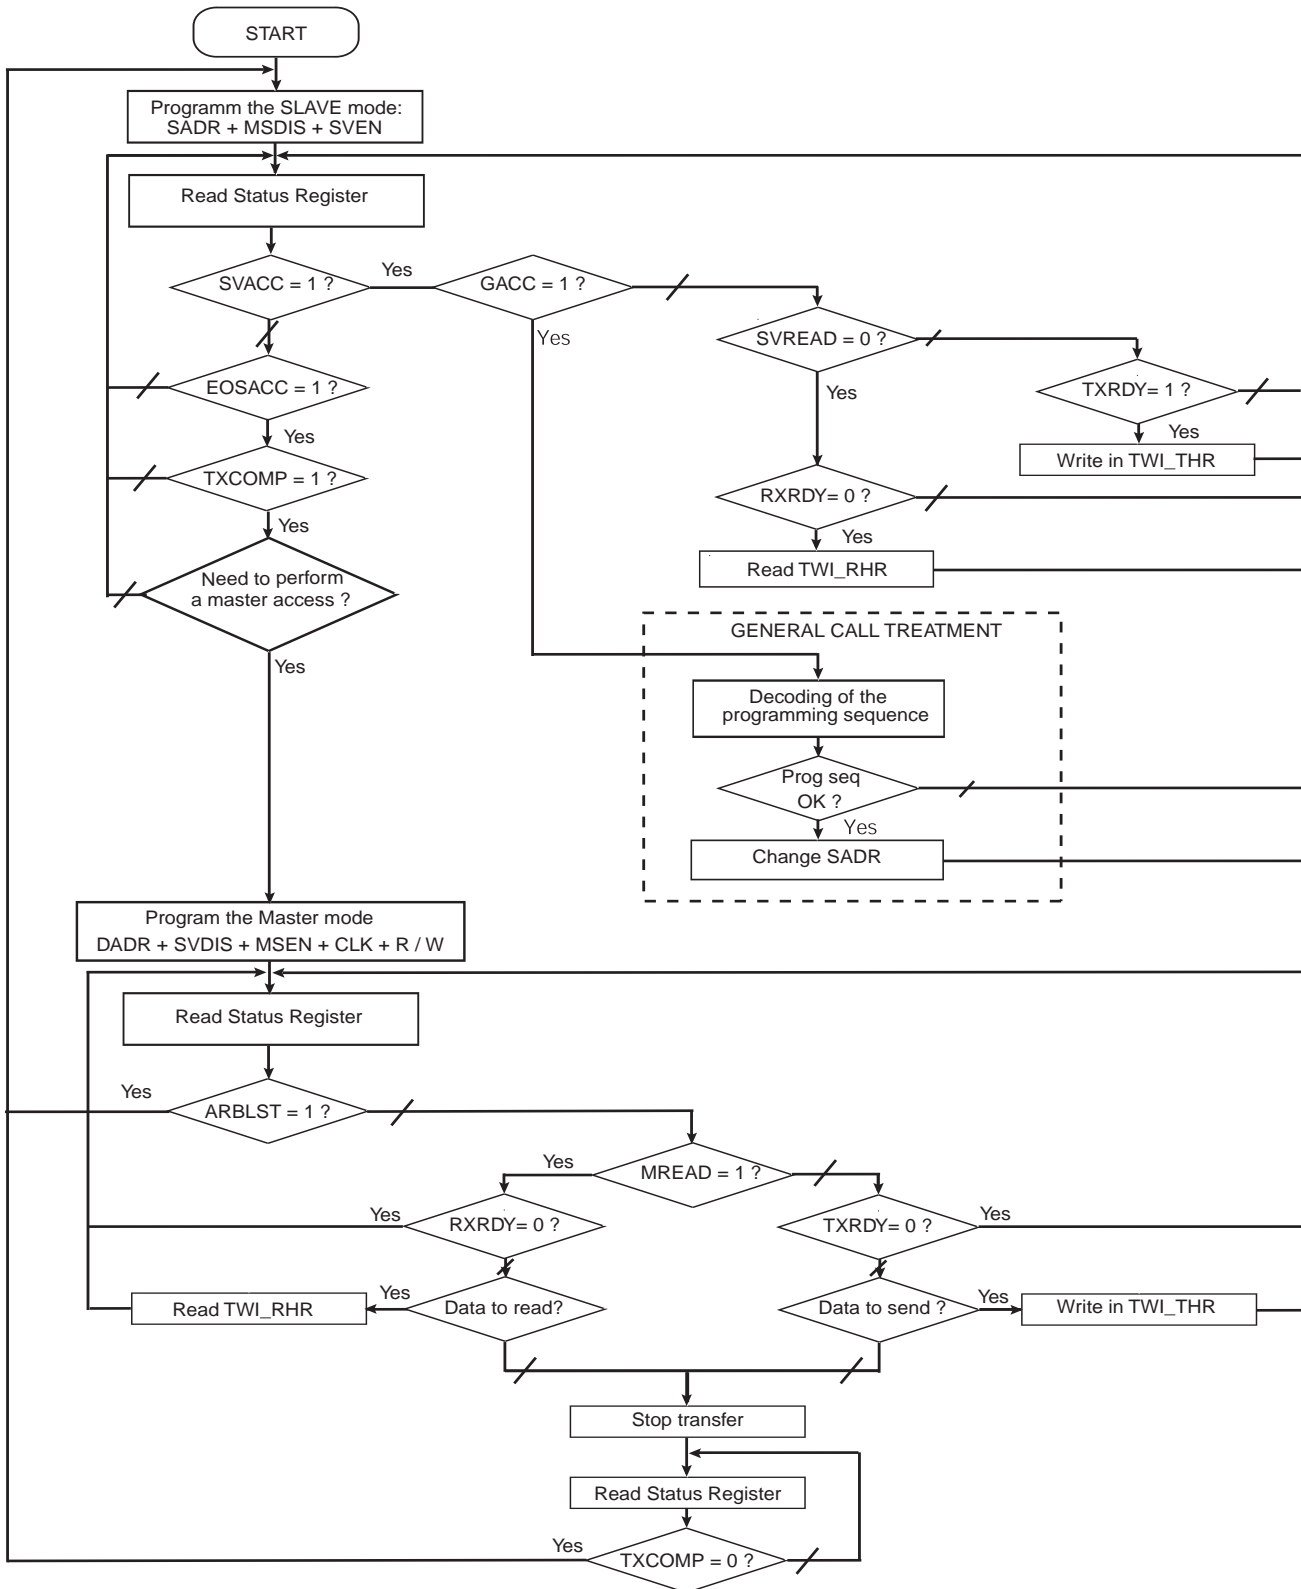 START
Programm the SLAVE mode:
SADR + MSDIS + SVEN
Read Status Register
SVACC = 1 ?
Yes
GACC = 1 ?
Yes
SVREAD = 0 ?
EOSACC = 1 ?
Yes
TXRDY= 1 ?
Yes
Yes
Write in TWI_THR
TXCOMP = 1 ?
RXRDY= 0 ?
Yes
Yes
Need to perform
a master access ?
Read TWI_RHR
GENERAL CALL TREATMENT
Yes
Decoding of the
programming sequence
Prog seq
OK ?
Yes
Change SADR
Program the Master mode
DADR + SVDIS + MSEN + CLK + R / W
Read Status Register
Yes
ARBLST = 1 ?
Yes
MREAD = 1 ?
Yes
RXRDY= 0 ?
TXRDY= 0 ?
Yes
Read TWI_RHR
Yes
Data to read?
Data to send ?
Yes
Write in TWI_THR
Stop transfer
Read Status Register
Yes
TXCOMP = 0 ?